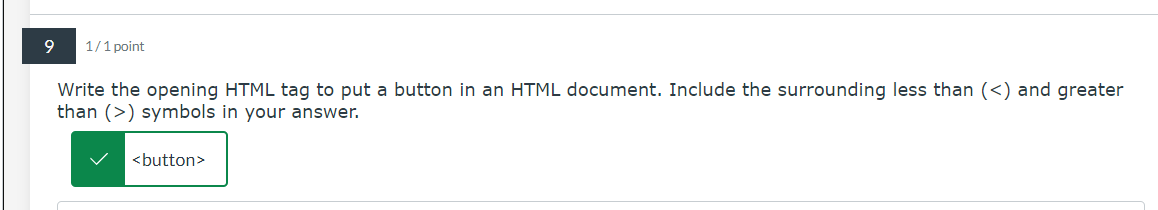 9
1 / 1 point
Write the opening HTML tag to put a button in an HTML document. Include the surrounding less than (<) and greater
than (>) symbols in your answer.
<button>